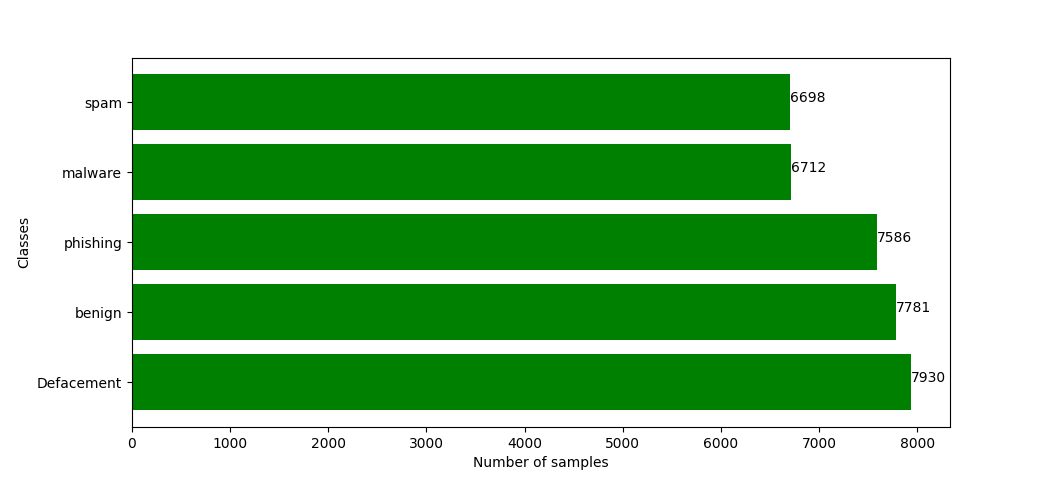 spam
6698
malware
6712
phishing
7586
benign
7781
Defacement
7930
Classes
0 1000 2000 3000 4000 5000 6000 7000 8000
Number of samples